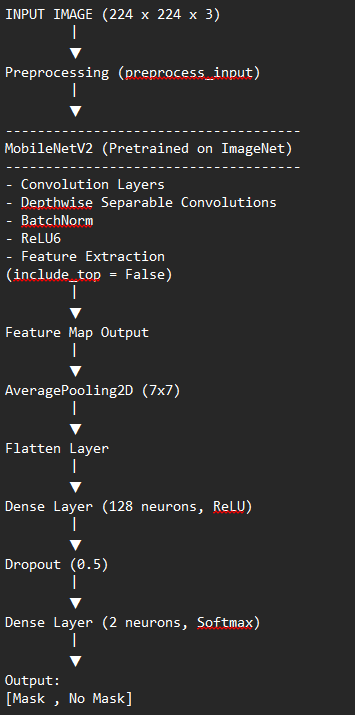 INPUT IMAGE (224 x 224 x 3)
|
▼
Preprocessing (preprocess_input)
|
▼
-------------------------------------
MobileNetV2 (Pretrained on ImageNet)
-------------------------------------
- Convolution Layers
- Depthwise Separable Convolutions
- BatchNorm
- ReLU6
- Feature Extraction
(include_top = False)
|
▼
Feature Map Output
|
▼
AveragePooling2D (7x7)
|
▼
Flatten Layer
|
▼
Dense Layer (128 neurons, ReLU)
|
▼
Dropout (0.5)
|
▼
Dense Layer (2 neurons, Softmax)
|
▼
Output:
[Mask , No Mask]